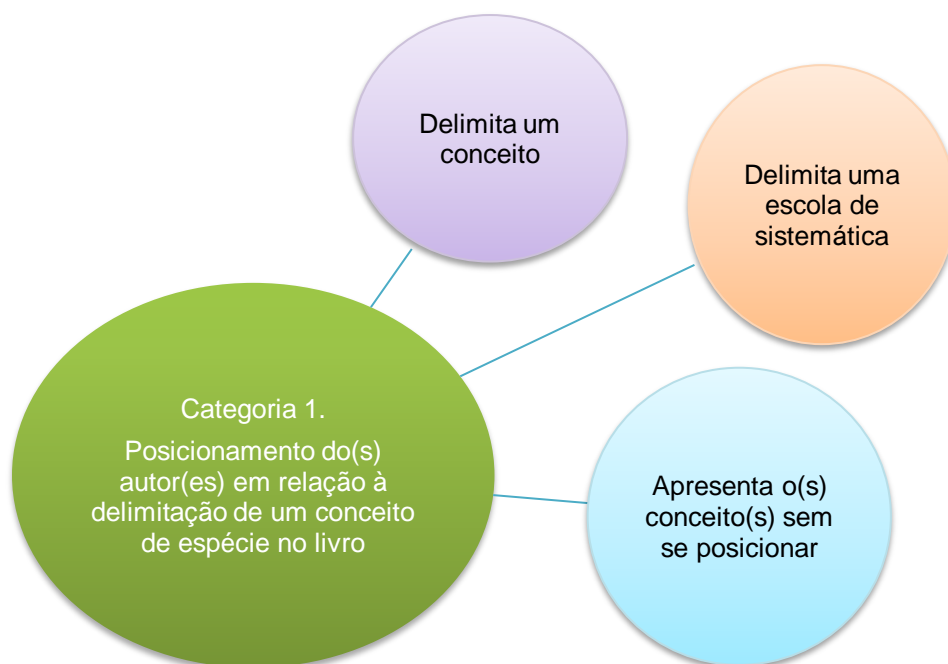 Delimita um
conceito
Delimita uma
escola de
sistemática
Categoria 1.
Posicionamento do(s)
autor(es) em relação à
delimitação de um conceito
de espécie no livro
Apresenta o(s)
conceito(s) sem
se posicionar